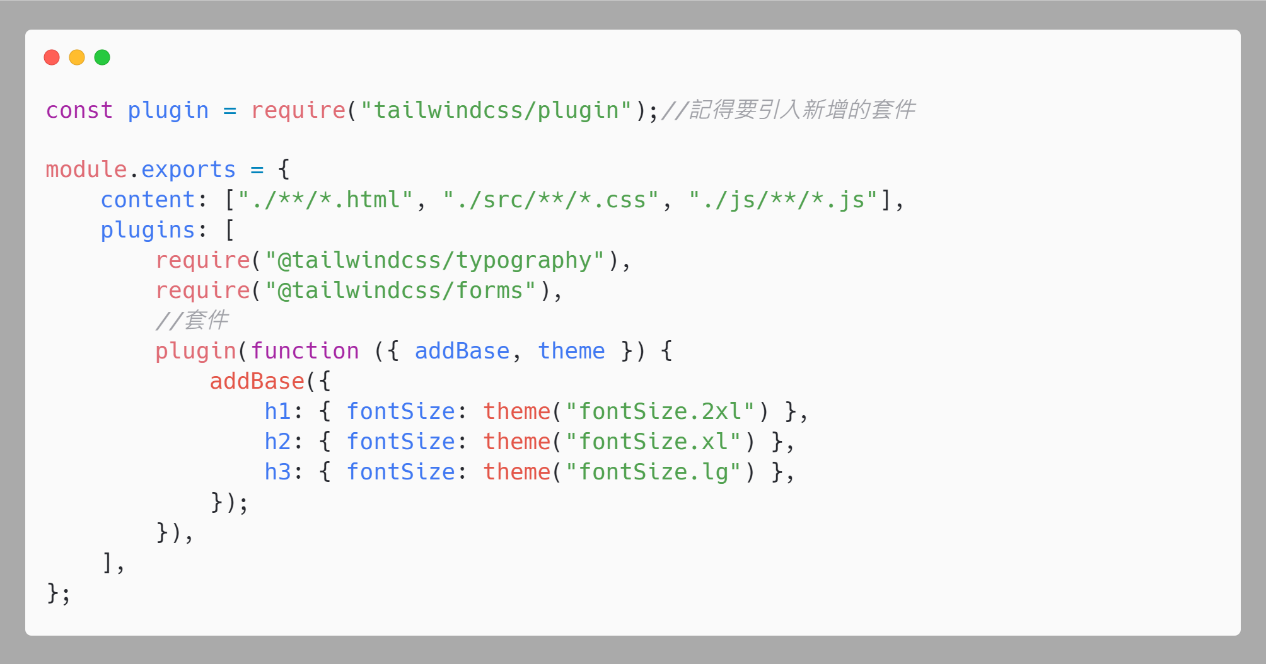 const plugin = require("tailwindcss/plugin");//記得要引入新增的套件
module.exports = {
    content: ["./**/*.html", "./src/**/*.css", "./js/**/*.js"],
    plugins: [
        require("@tailwindcss/typography"),
        require("@tailwindcss/forms"),
        //套件
        plugin(function ({ addBase, theme }) {
            addBase({
                h1: { fontSize: theme("fontSize.2xl") },
                h2: { fontSize: theme("fontSize.xl") },
                h3: { fontSize: theme("fontSize.lg") },
            });
        }),
    ],
};